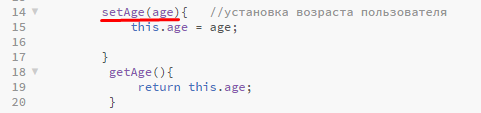 14 setAge(age){ //установка возраста пользователя
15 this.age = age;
16
17 }
18 getAge(){
19 return this.age;
20 }